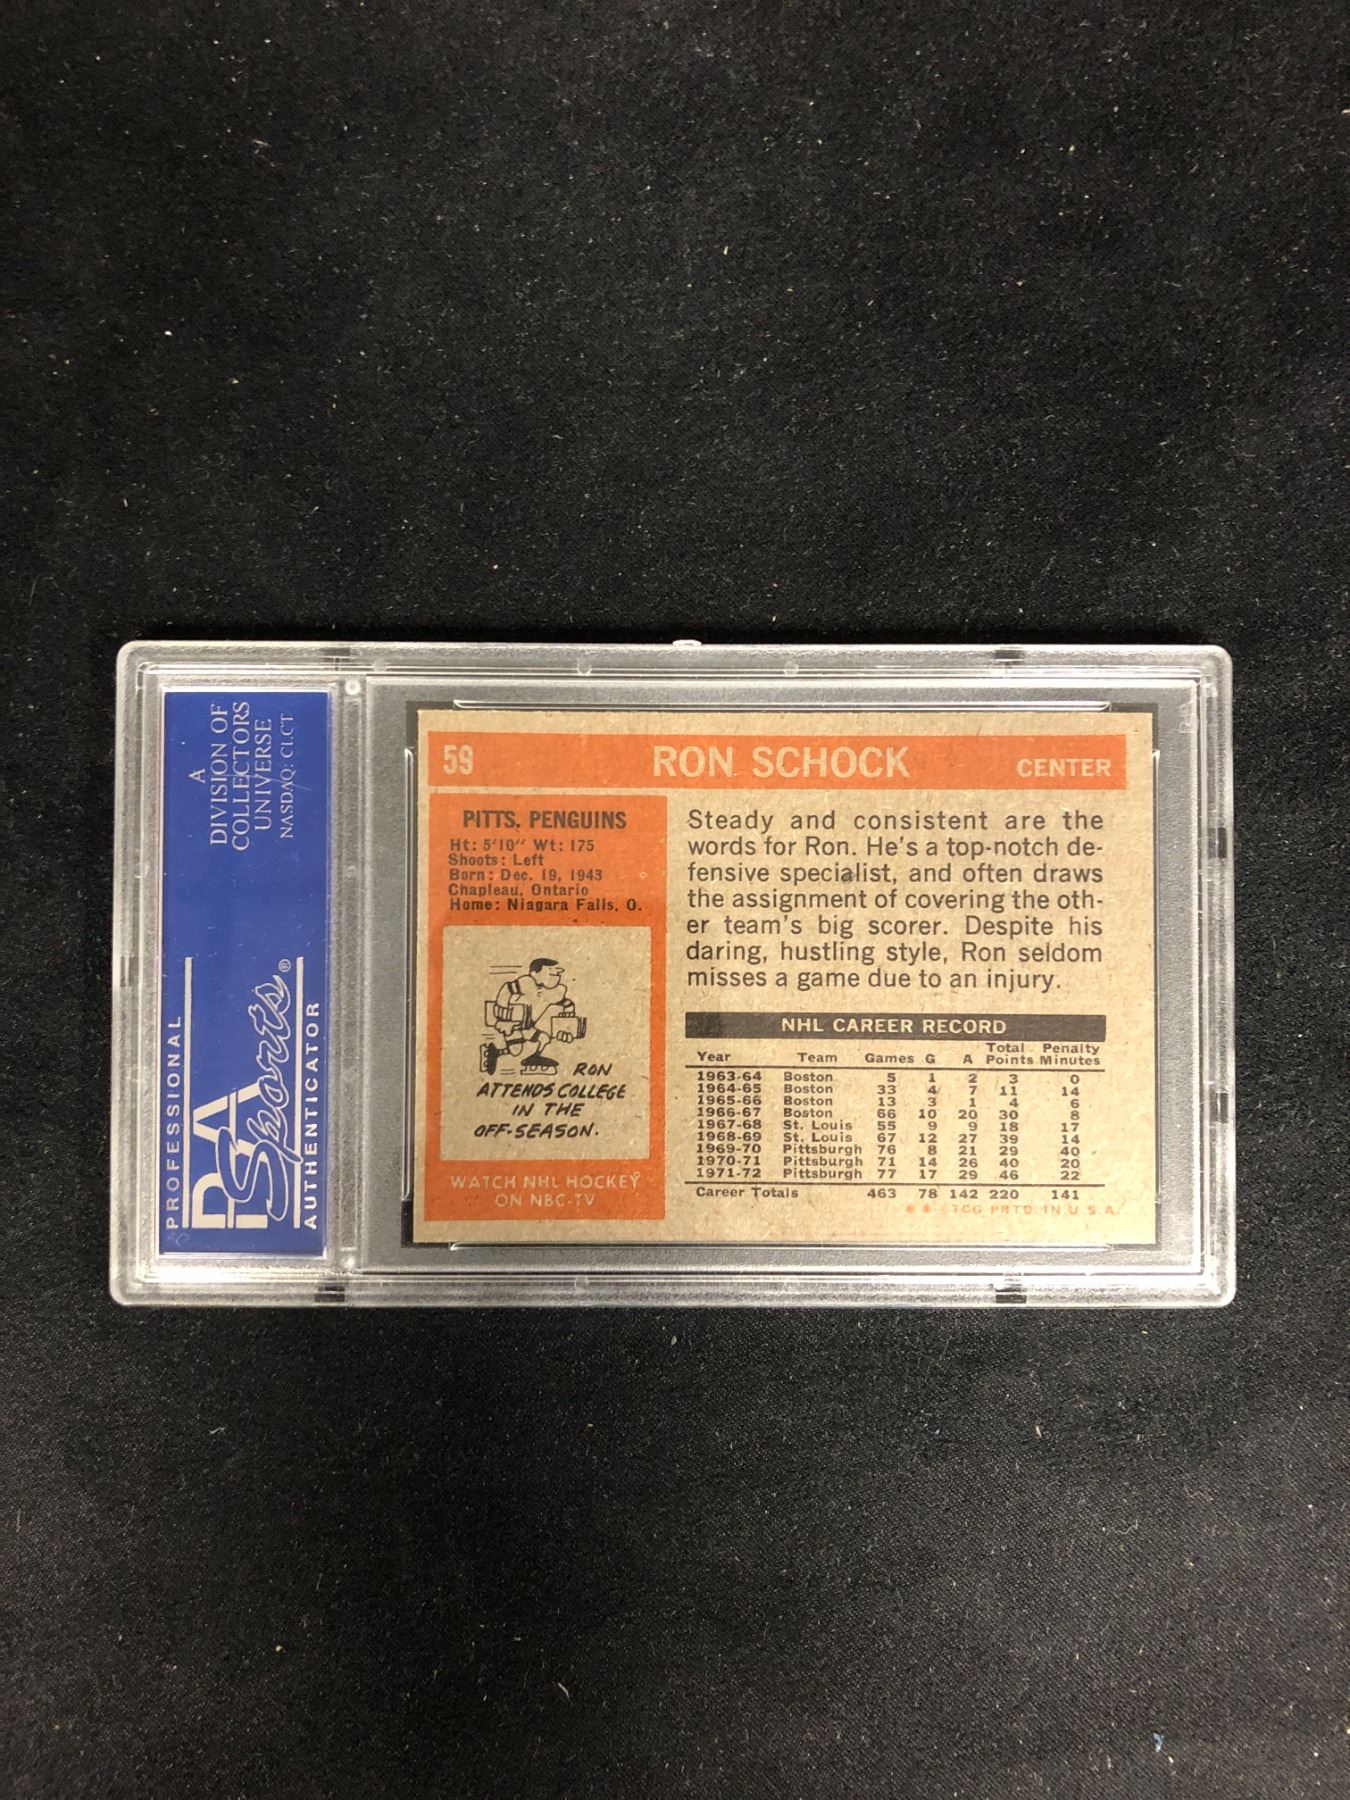 A
DIVISION OF
COLLECTORS
UNIVERSE
NASDAQ: CLCT
PROFESSIONAL
PSA
Sports®
AUTHENTICATOR
59 RON SCHOCK CENTER
PITTS. PENGUINS
Ht: 5'10" Wt: 175
Shoots: Left
Born: Dec. 19, 1943
Chapleau, Ontario
Home: Niagara Falls, O.
RON
ATTENDS COLLEGE
IN THE
OFF-SEASON.
WATCH NHL HOCKEY
ON NBC-TV
Steady and consistent are the
words for Ron. He's a top-notch de-
fensive specialist, and often draws
the assignment of covering the oth-
er team's big scorer. Despite his
daring, hustling style, Ron seldom
misses a game due to an injury.
NHL CAREER RECORD
Year Team Games G A Total Points Penalty Minutes
1963-64 Boston 5 1 2 3 0
1964-65 Boston 33 4 7 11 14
1965-66 Boston 13 3 1 4 6
1966-67 Boston 66 10 20 30 8
1967-68 St. Louis 55 9 9 18 17
1968-69 St. Louis 67 12 27 39 14
1969-70 Pittsburgh 76 8 21 29 40
1970-71 Pittsburgh 71 14 26 40 20
1971-72 Pittsburgh 77 17 29 46 22
Career Totals 463 78 142 220 141
** ©TCG PRTD. IN U.S.A.